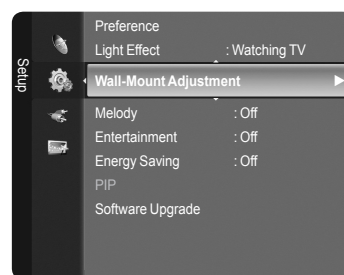 Setup
Preference
Light Effect : Watching TV
Wall-Mount Adjustment
Melody : Off
Entertainment : Off
Energy Saving : Off
PIP
Software Upgrade